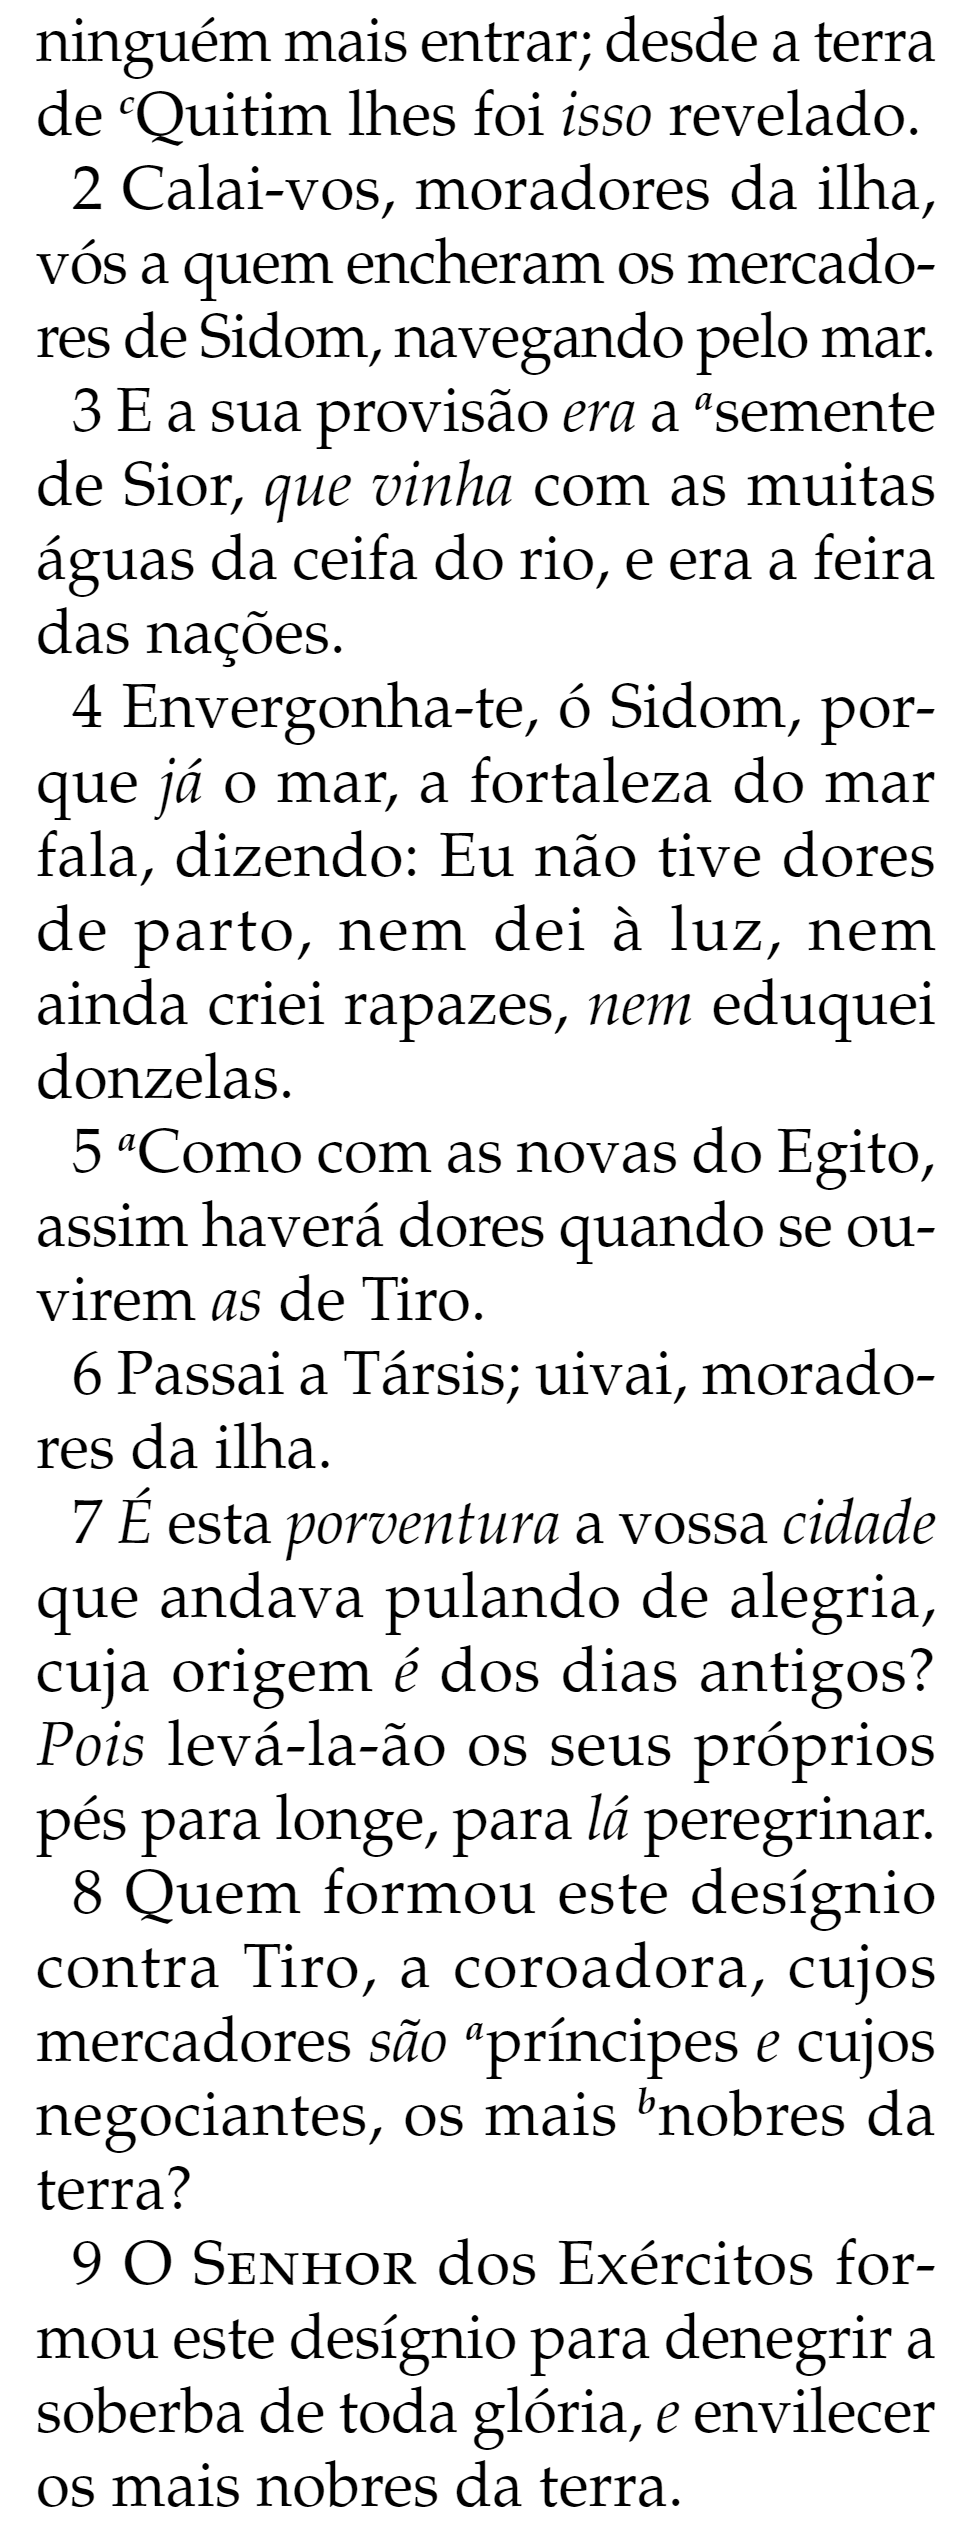 ninguém mais entrar; desde a terra
de cQuitim lhes foi isso revelado.
2 Calai-vos, moradores da ilha,
vós a quem encheram os mercado-
res de Sidom, navegando pelo mar.
3 E a sua provisão era a asemente
de Sior, que vinha com as muitas
águas da ceifa do rio, e era a feira
das nações.
4 Envergonha-te, ó Sidom, por-
que já o mar, a fortaleza do mar
fala, dizendo: Eu não tive dores
de parto, nem dei à luz, nem
ainda criei rapazes, nem eduquei
donzelas.
5 aComo com as novas do Egito,
assim haverá dores quando se ou-
virem as de Tiro.
6 Passai a Társis; uivai, morado-
res da ilha.
7 É esta porventura a vossa cidade
que andava pulando de alegria,
cuja origem é dos dias antigos?
Pois levá-la-ão os seus próprios
pés para longe, para lá peregrinar.
8 Quem formou este desígnio
contra Tiro, a coroadora, cujos
mercadores são apríncipes e cujos
negociantes, os mais bnobres da
terra?
9 O SENHOR dos Exércitos for-
mou este desígnio para denegrir a
soberba de toda glória, e envilecer
os mais nobres da terra.